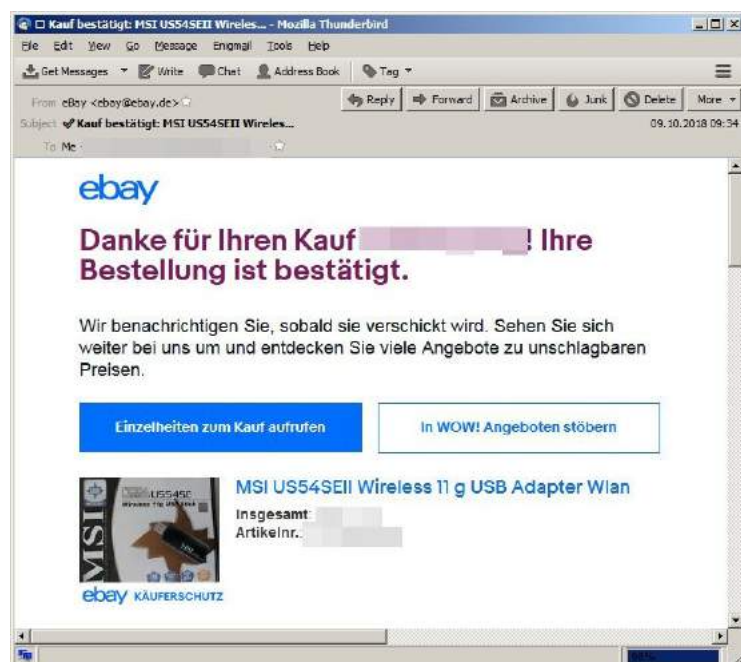 Kauf bestätigt: MSI US54SEII Wireles... - Mozilla Thunderbird
File Edit View Go Message Enigmail Tools Help
Get Messages Write Chat Address Book Tag
From eBay <ebay@ebay.de> Reply Forward Archive Junk Delete More
Subject Kauf bestätigt: MSI US54SEII Wireles... 09.10.2018 09:34
To Me
ebay
Danke für Ihren Kauf ! Ihre
Bestellung ist bestätigt.
Wir benachrichtigen Sie, sobald sie verschickt wird. Sehen Sie sich
weiter bei uns um und entdecken Sie viele Angebote zu unschlagbaren
Preisen.
Einzelheiten zum Kauf aufrufen In WOW! Angeboten stöbern
MSI US54SEII Wireless 11 g USB Adapter Wlan
Insgesamt:
Artikelnr.:
MSI
US54SE
Wireless 11g USB Stick
ebay KÄUFERSCHUTZ